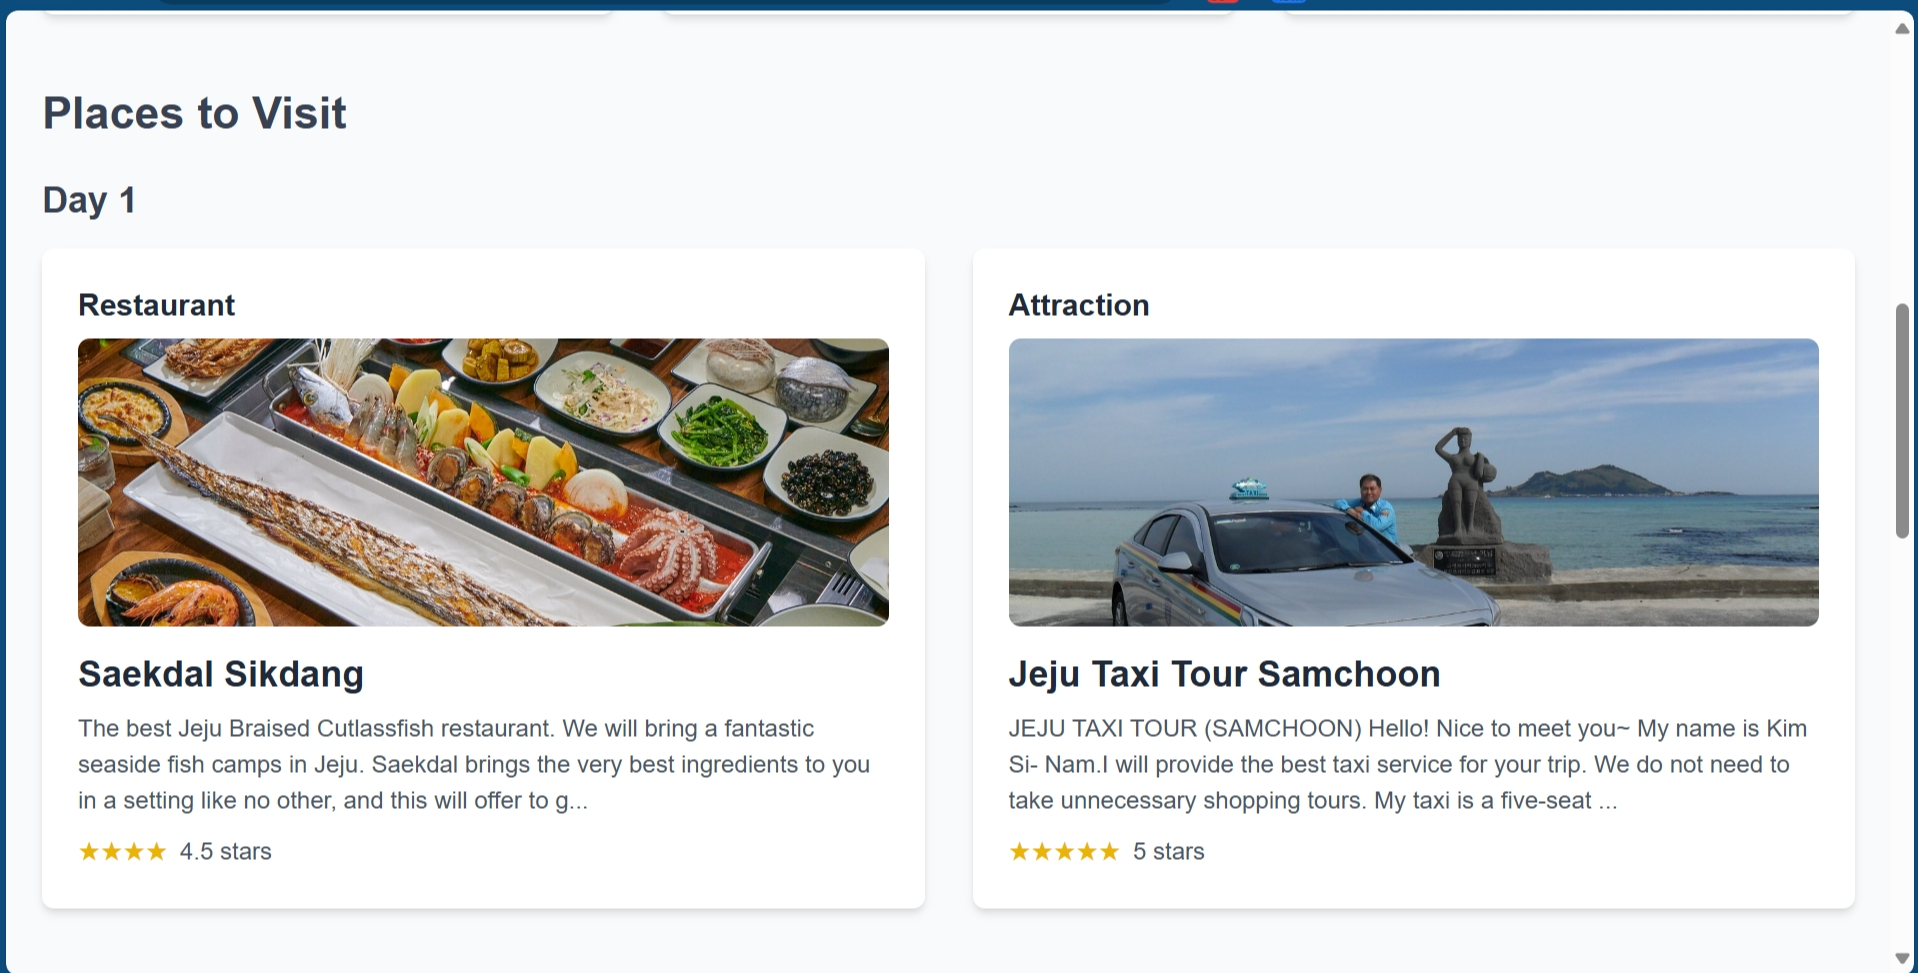 Places to Visit
Day 1
Restaurant
Saekdal Sikdang
The best Jeju Braised Cutlassfish restaurant. We will bring a fantastic
seaside fish camps in Jeju. Saekdal brings the very best ingredients to you
in a setting like no other, and this will offer to g...
★★★★ 4.5 stars
Attraction
TAXI
Jeju Taxi Tour Samchoon
JEJU TAXI TOUR (SAMCHOON) Hello! Nice to meet you~ My name is Kim
Si- Nam.I will provide the best taxi service for your trip. We do not need to
take unnecessary shopping tours. My taxi is a five-seat ...
★★★★★ 5 stars